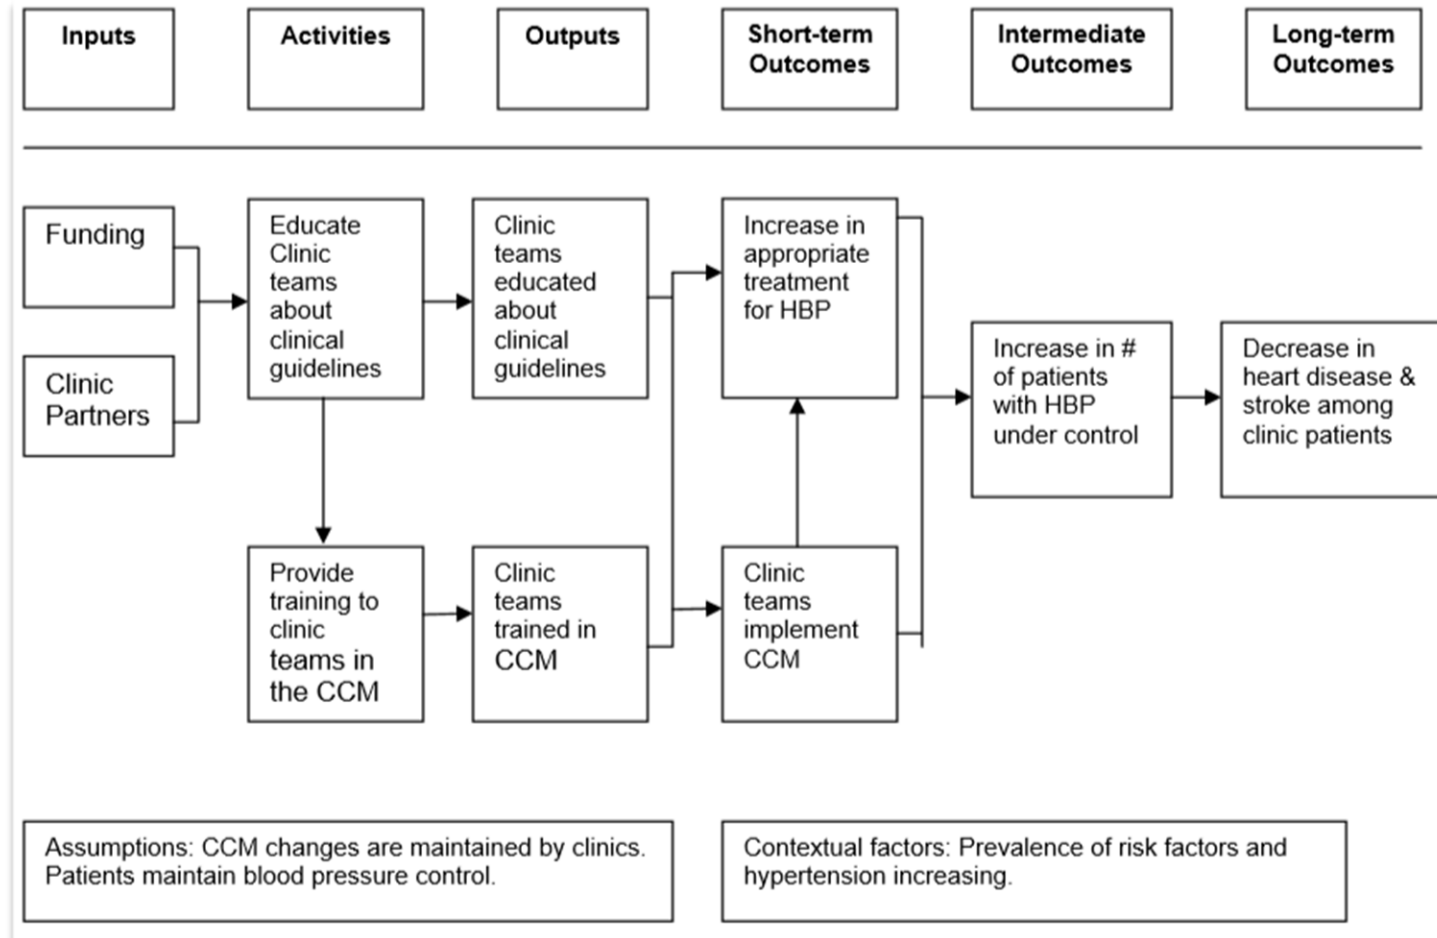 Inputs
Activities
Outputs
Short-term
Outcomes
Intermediate
Outcomes
Long-term
Outcomes
Funding
Clinic
Partners
Educate
Clinic
teams
about
clinical
guidelines
Clinic
teams
educated
about
clinical
guidelines
Increase in
appropriate
treatment
for HBP
Increase in #
of patients
with HBP
under control
Decrease in
heart disease &
stroke among
clinic patients
Provide
training to
clinic
teams in
the CCM
Clinic
teams
trained in
CCM
Clinic
teams
implement
CCM
Assumptions: CCM changes are maintained by clinics.
Patients maintain blood pressure control.
Contextual factors: Prevalence of risk factors and
hypertension increasing.